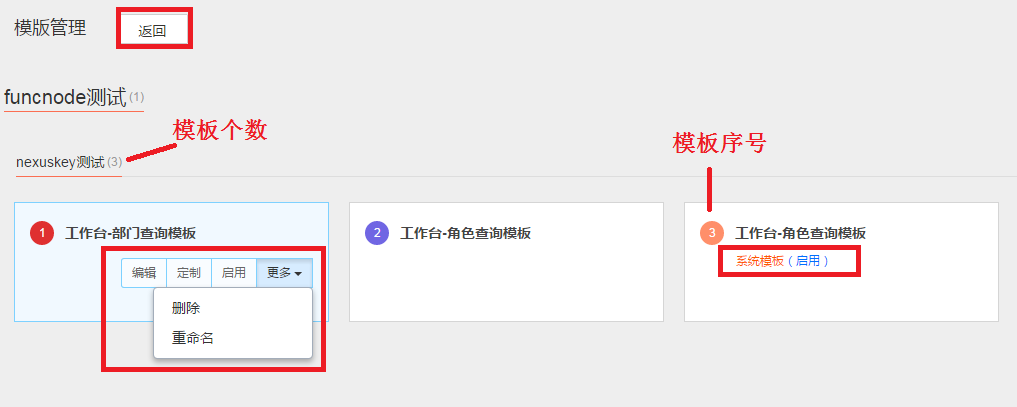 模版管理 返回
funcnode测试 (1)
模板个数
模板序号
nexuskey测试 (3)
1 工作台-部门查询模板
编辑 定制 启用 更多
删除
重命名
2 工作台-角色查询模板
3 工作台-角色查询模板
系统模板（启用）